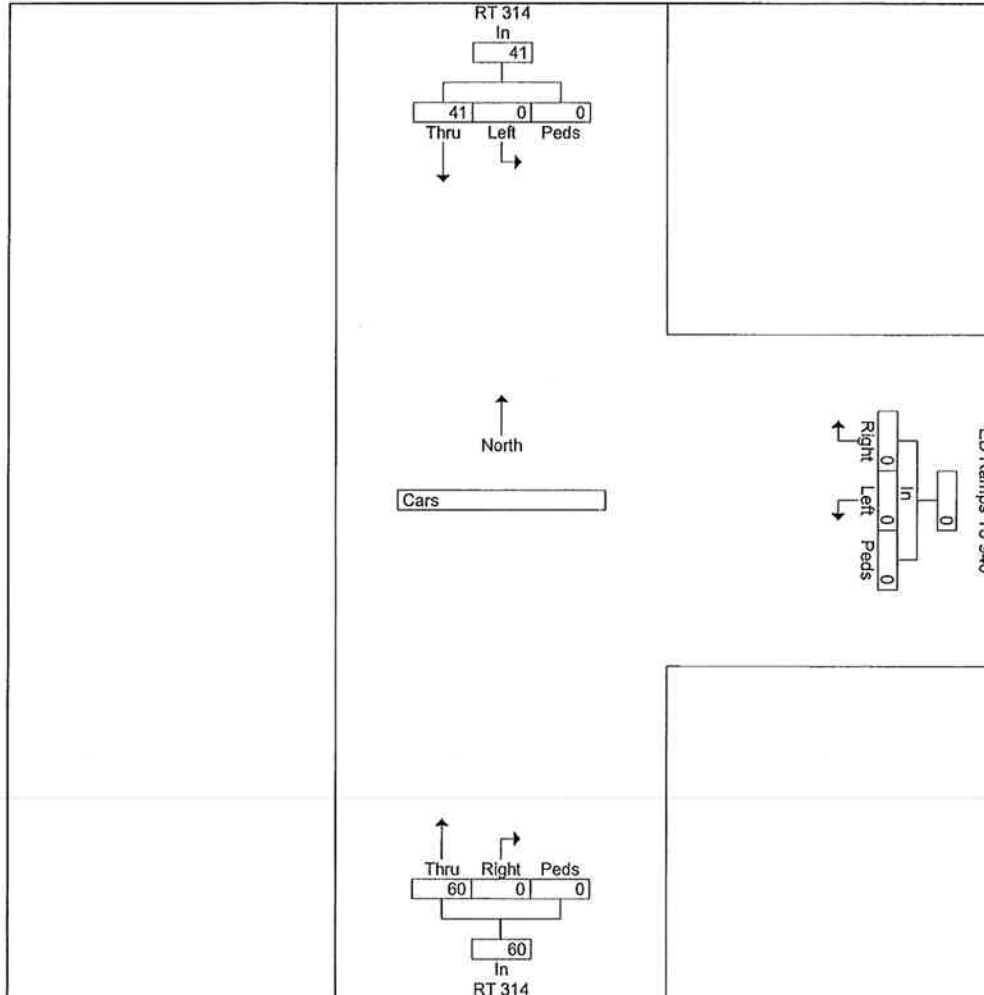 RT 314
In
41
41 0 0
Thru Left Peds
North
Cars
Right Left Peds
0 0 0
In
0
Thru Right Peds
60 0 0
60
In
RT 314